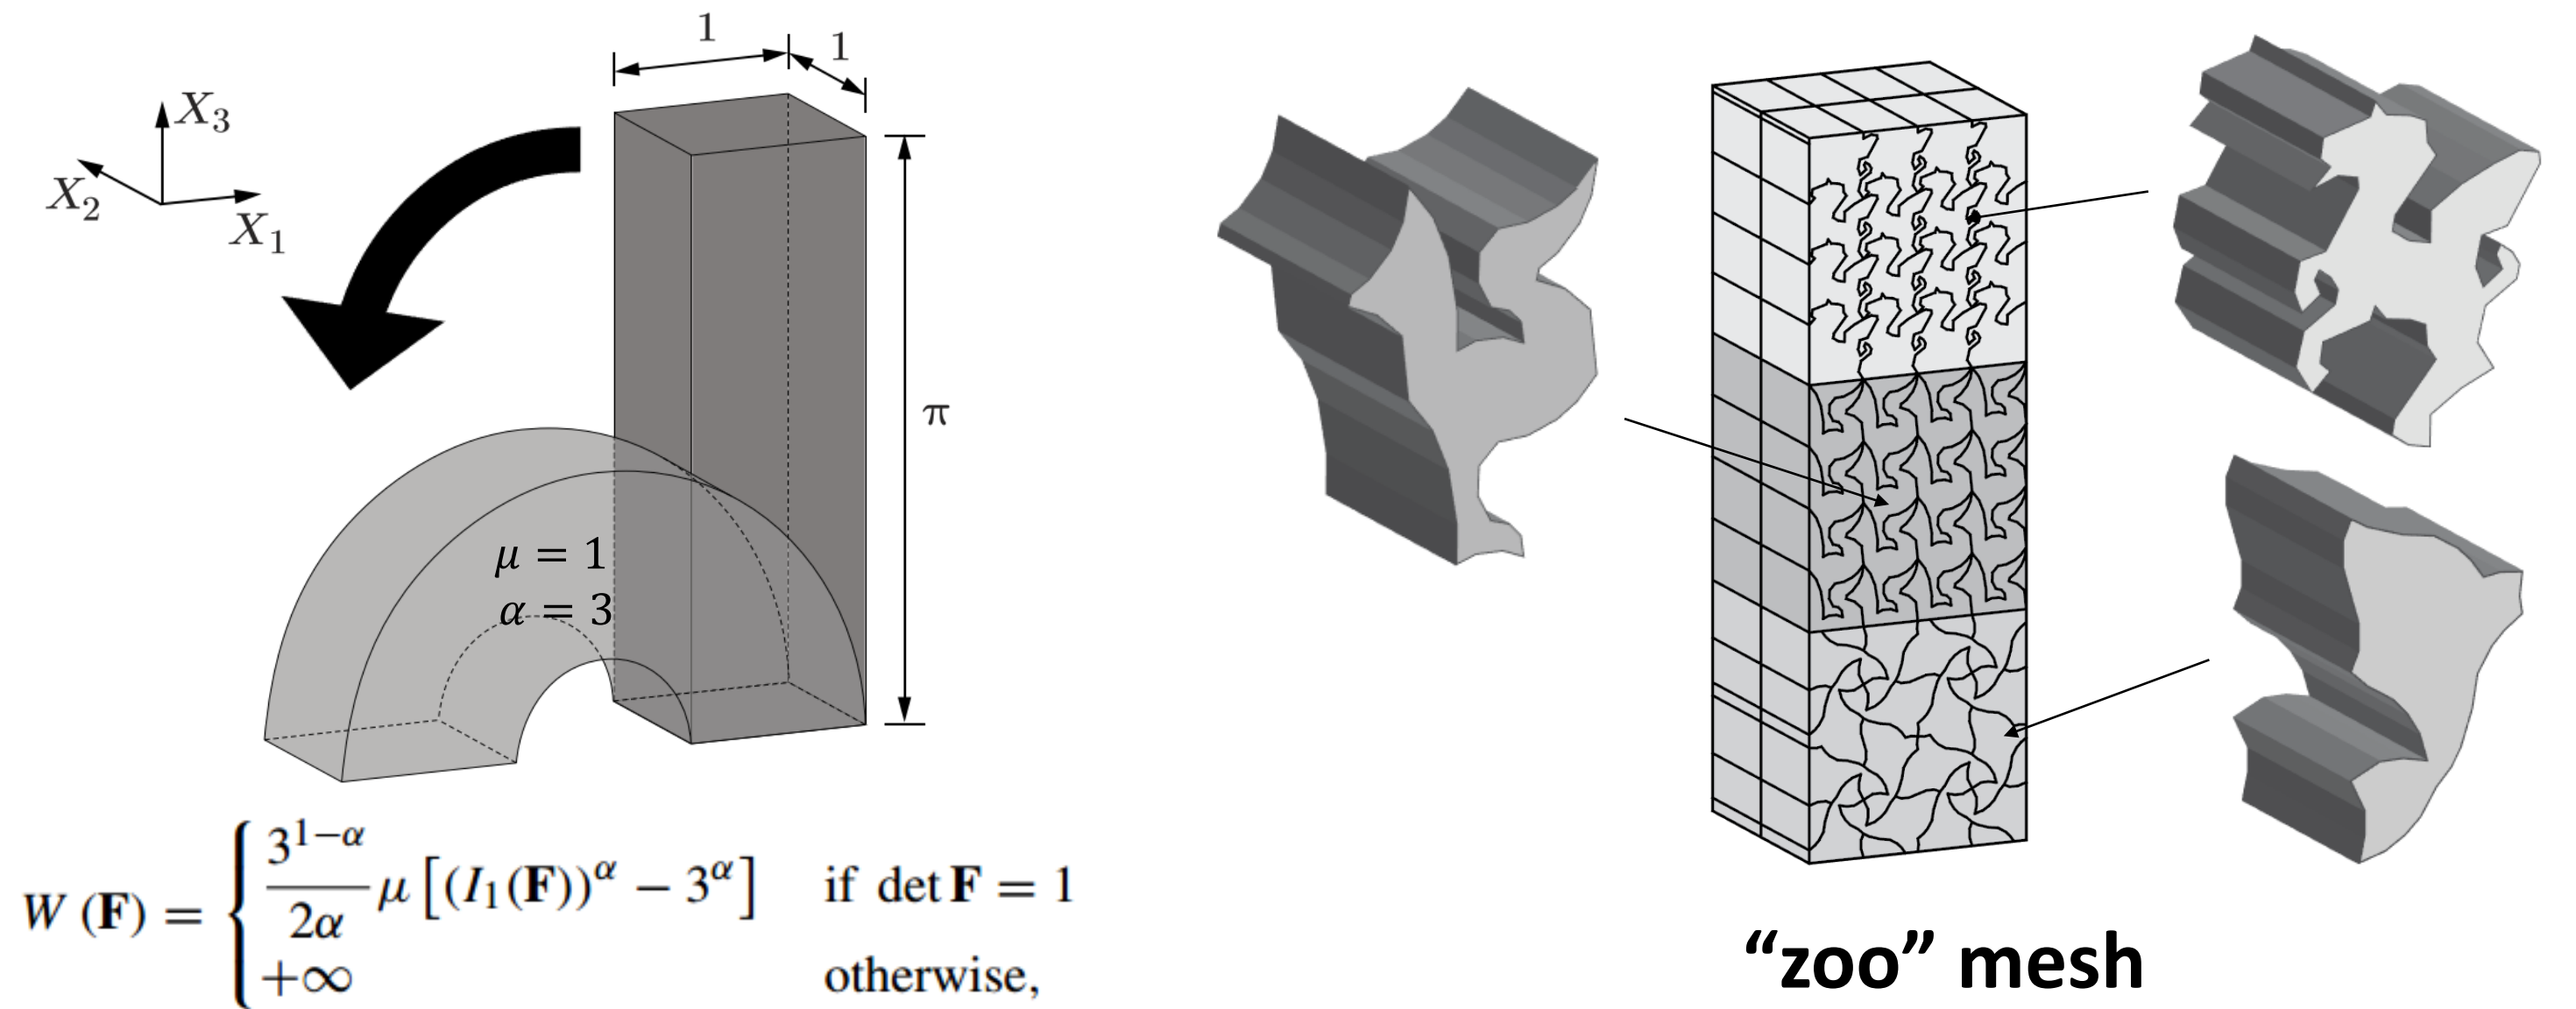 1
1
X₃
X₂
X₁
π
μ = 1
α = 3
W (F) = { 3^{1−α}/2α μ [(I₁(F))^α − 3^α] if det F = 1
+∞ otherwise,
“zoo” mesh